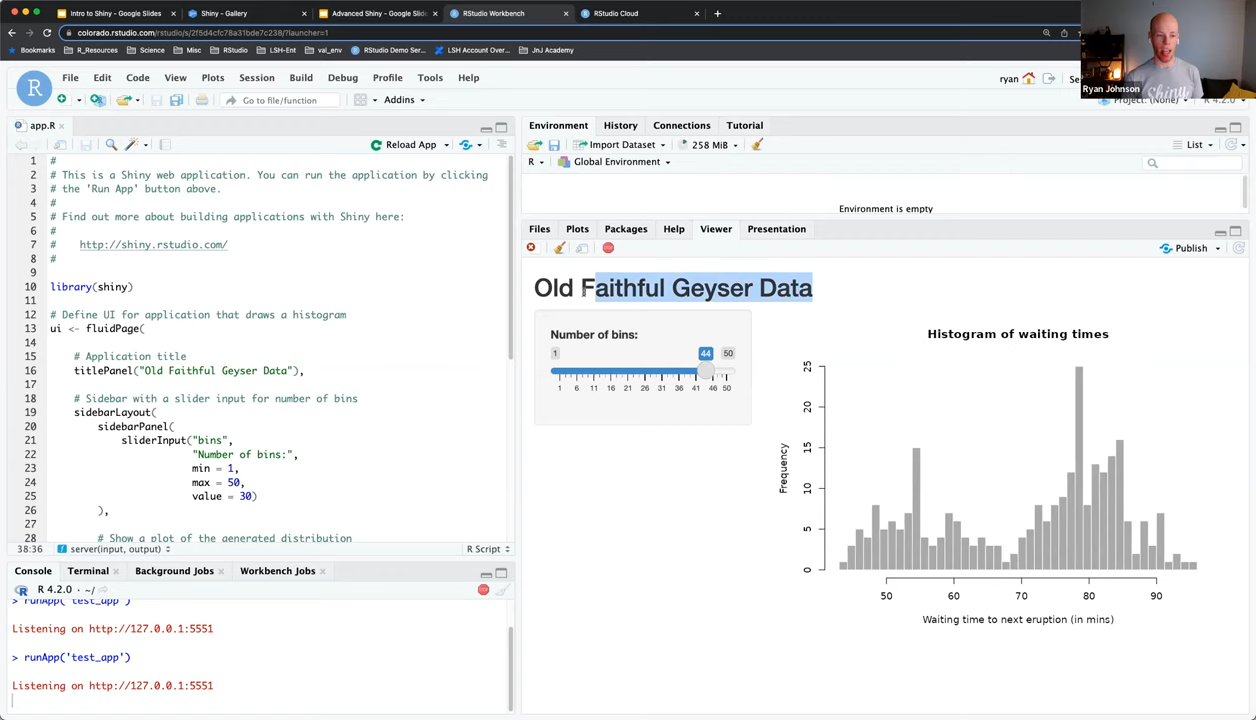 Intro to Shiny - Google Slides
Shiny - Gallery
Advanced Shiny - Google Slide
RStudio Workbench
RStudio Cloud
colorado.rstudio.com/rstudio/s/2f5d4cfc78a31bde7c238/?launcher=1
Bookmarks R_Resources Science Misc RStudio LSH-Ent val_env RStudio Demo Ser... LSH Account Over... JnJ Academy
Ryan Johnson
Shiny
R File Edit Code View Plots Session Build Debug Profile Tools Help
ryan
Go to file/function Addins
Project: (None)
R 4.2.0
app.R
Reload App
1 #
2 # This is a Shiny web application. You can run the application by clicking
3 # the 'Run App' button above.
4 #
5 # Find out more about building applications with Shiny here:
6 #
7 #    http://shiny.rstudio.com/
8 #
9
10 library(shiny)
11
12 # Define UI for application that draws a histogram
13 ui <- fluidPage(
14
15 # Application title
16 titlePanel("Old Faithful Geyser Data"),
17
18 # Sidebar with a slider input for number of bins
19 sidebarLayout(
20 sidebarPanel(
21 sliderInput("bins",
22 "Number of bins:",
23 min = 1,
24 max = 50,
25 value = 30)
26 ),
27
28 # Show a plot of the generated distribution
38:36 server(input, output) R Script
Console Terminal Background Jobs Workbench Jobs
R 4.2.0 · ~/
> runApp('test_app')
Listening on http://127.0.0.1:5551
> runApp('test_app')
Listening on http://127.0.0.1:5551
Environment History Connections Tutorial
Import Dataset 258 MiB List
R Global Environment
Environment is empty
Files Plots Packages Help Viewer Presentation
Publish
Old Faithful Geyser Data
Number of bins:
1 44 50
1 6 11 16 21 26 31 36 41 46 50
Histogram of waiting times
Frequency
25
20
15
10
5
0
50 60 70 80 90
Waiting time to next eruption (in mins)